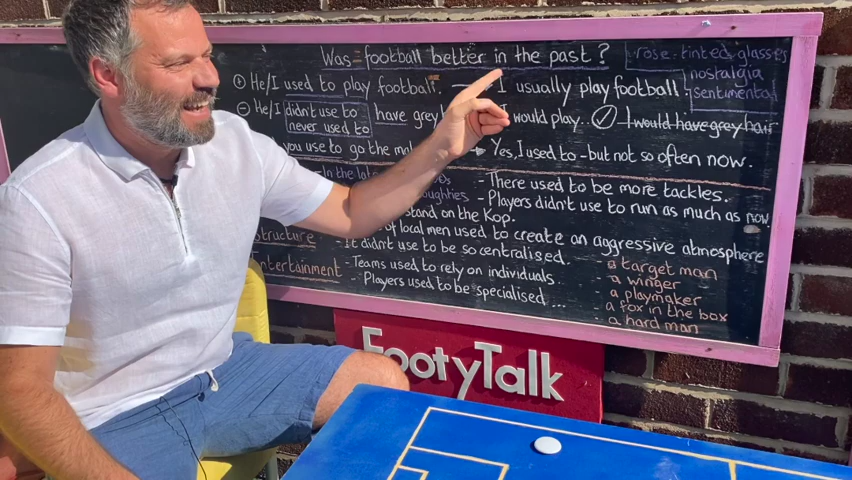 Was football better in the past?
rose-tinted glasses
nostalgia
sentimental
+ He/I used to play football. — I usually play football.
- He/I didn't use to have grey
never used to
I would play... ✓ I would have grey hair
you use to go the → Yes, I used to - but not so often now.
- In the
- There used to be more tackles.
noughties - Players didn't use to run as much as now
stand on the Kop.
structure of local men used to create an aggressive atmosphere
- It didn't use to be so centralised.
entertainment - Teams used to rely on individuals
- Players used to be specialised...
- a target man
- a winger
- a playmaker
- a fox in the box
- a hard man
FootyTalk